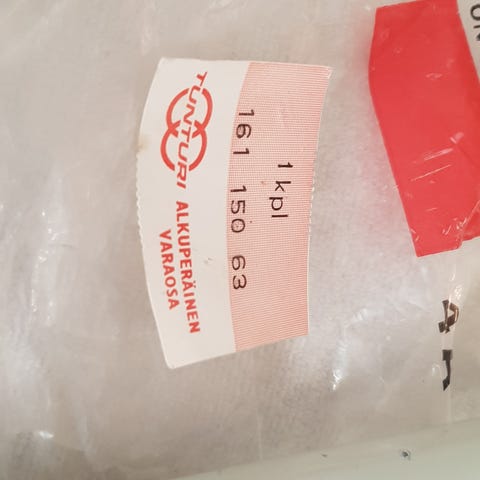 TUNTURI
ALKUPERÄINEN
VARAOSA
1 kpl
161 150 63